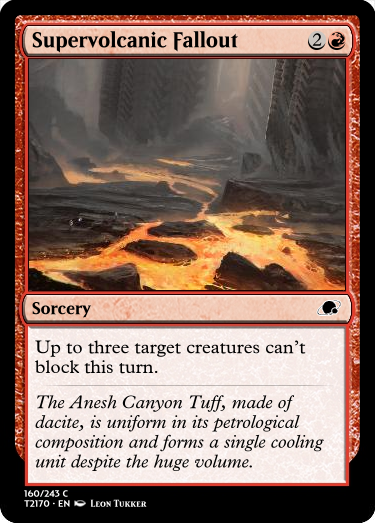 Supervolcanic Fallout 2
Sorcery
Up to three target creatures can't
block this turn.
The Anesh Canyon Tuff, made of
dacite, is uniform in its petrological
composition and forms a single cooling
unit despite the huge volume.
160/243 C
T2170 • EN Leon Tukker